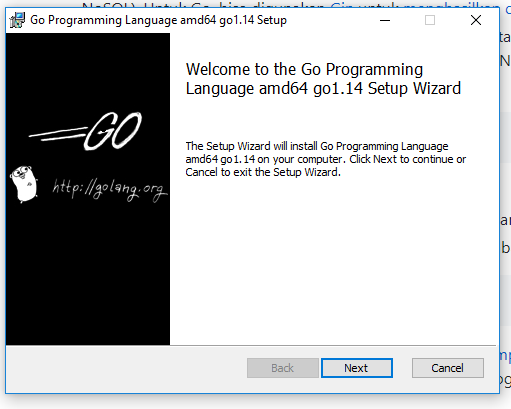 Go Programming Language amd64 go1.14 Setup
Welcome to the Go Programming
Language amd64 go1.14 Setup Wizard
The Setup Wizard will install Go Programming Language
amd64 go1.14 on your computer. Click Next to continue or
Cancel to exit the Setup Wizard.
GO
http://golang.org
Back
Next
Cancel